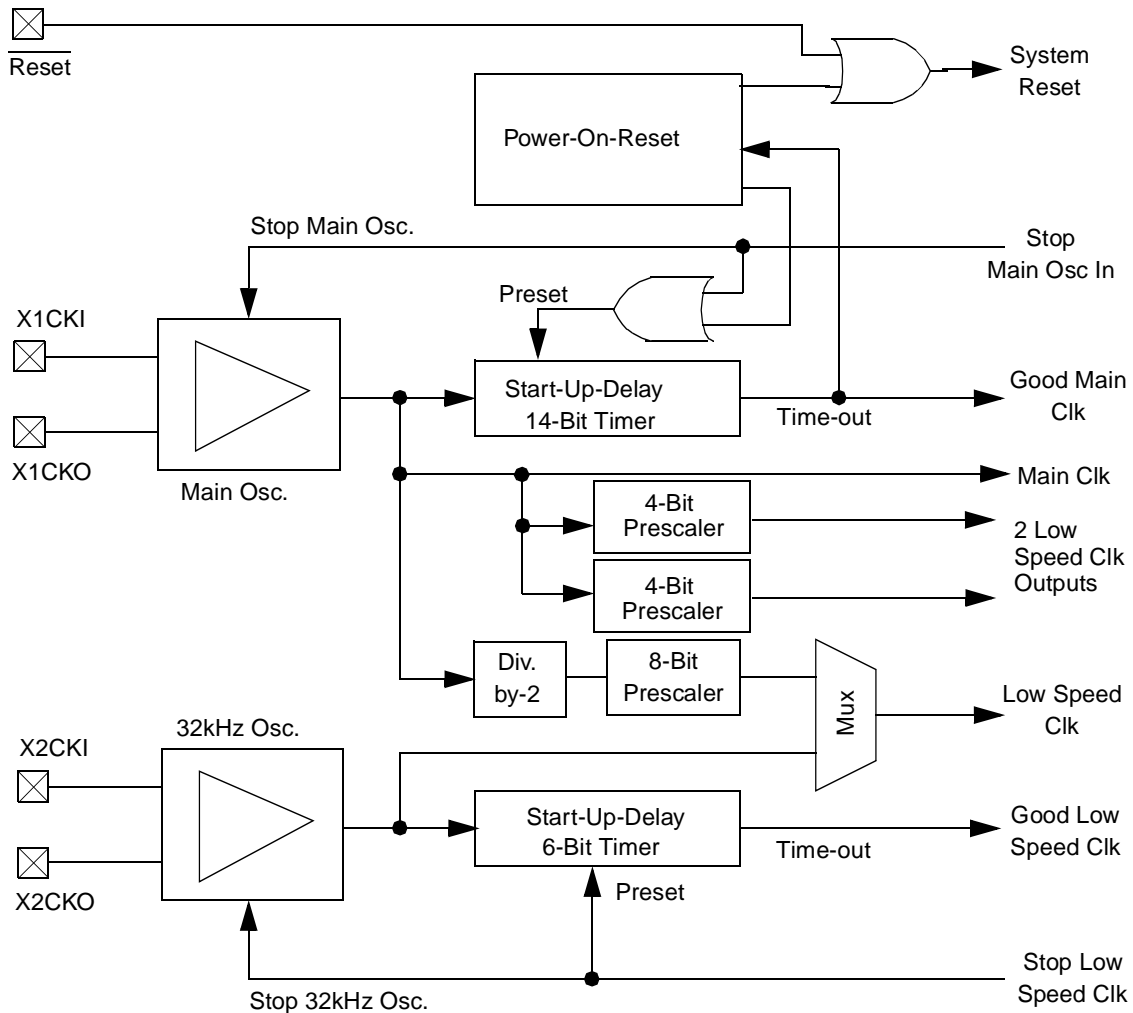 Reset
System
Reset
Power-On-Reset
Stop Main Osc.
Stop
Main Osc In
Preset
X1CKI
Start-Up-Delay
14-Bit Timer
Good Main
Clk
Time-out
X1CKO
Main Osc.
Main Clk
4-Bit
Prescaler
2 Low
Speed Clk
Outputs
4-Bit
Prescaler
Div.
by-2
8-Bit
Prescaler
Mux
Low Speed
Clk
32kHz Osc.
X2CKI
Start-Up-Delay
6-Bit Timer
Good Low
Speed Clk
Time-out
X2CKO
Preset
Stop Low
Speed Clk
Stop 32kHz Osc.